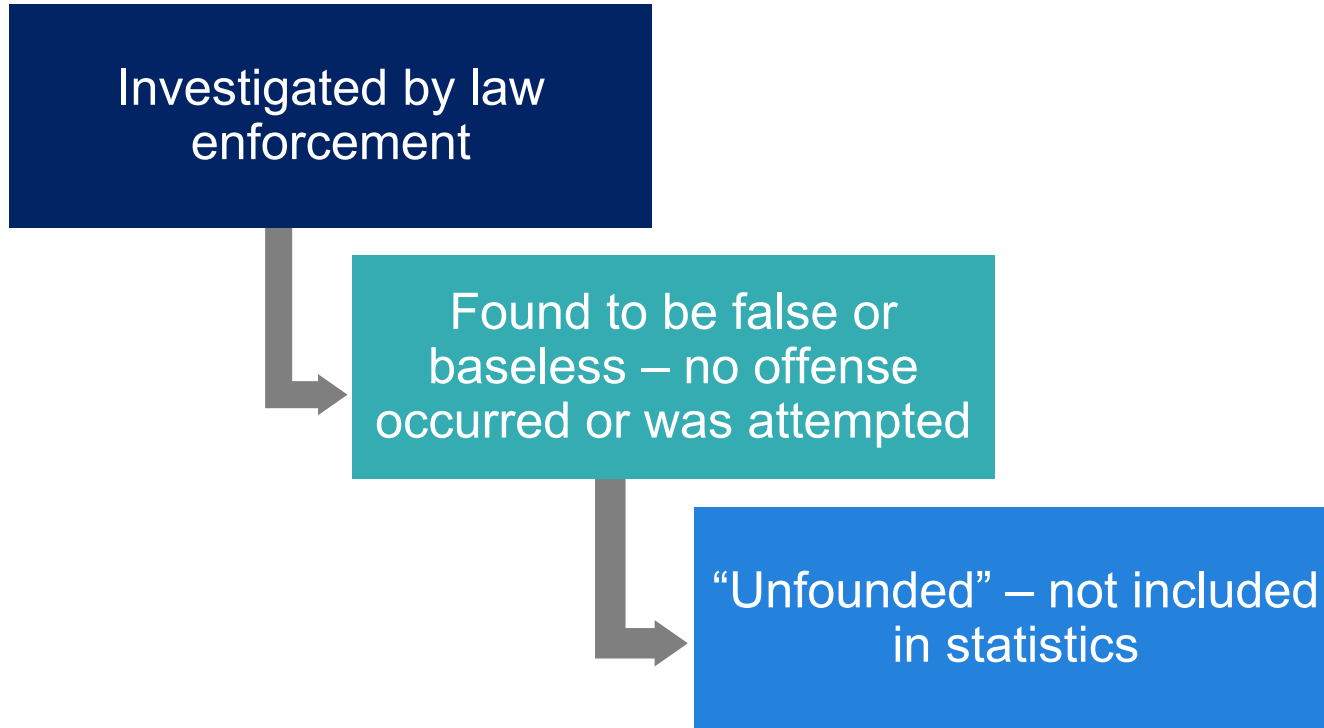 Investigated by law
enforcement
Found to be false or
baseless – no offense
occurred or was attempted
“Unfounded” – not included
in statistics